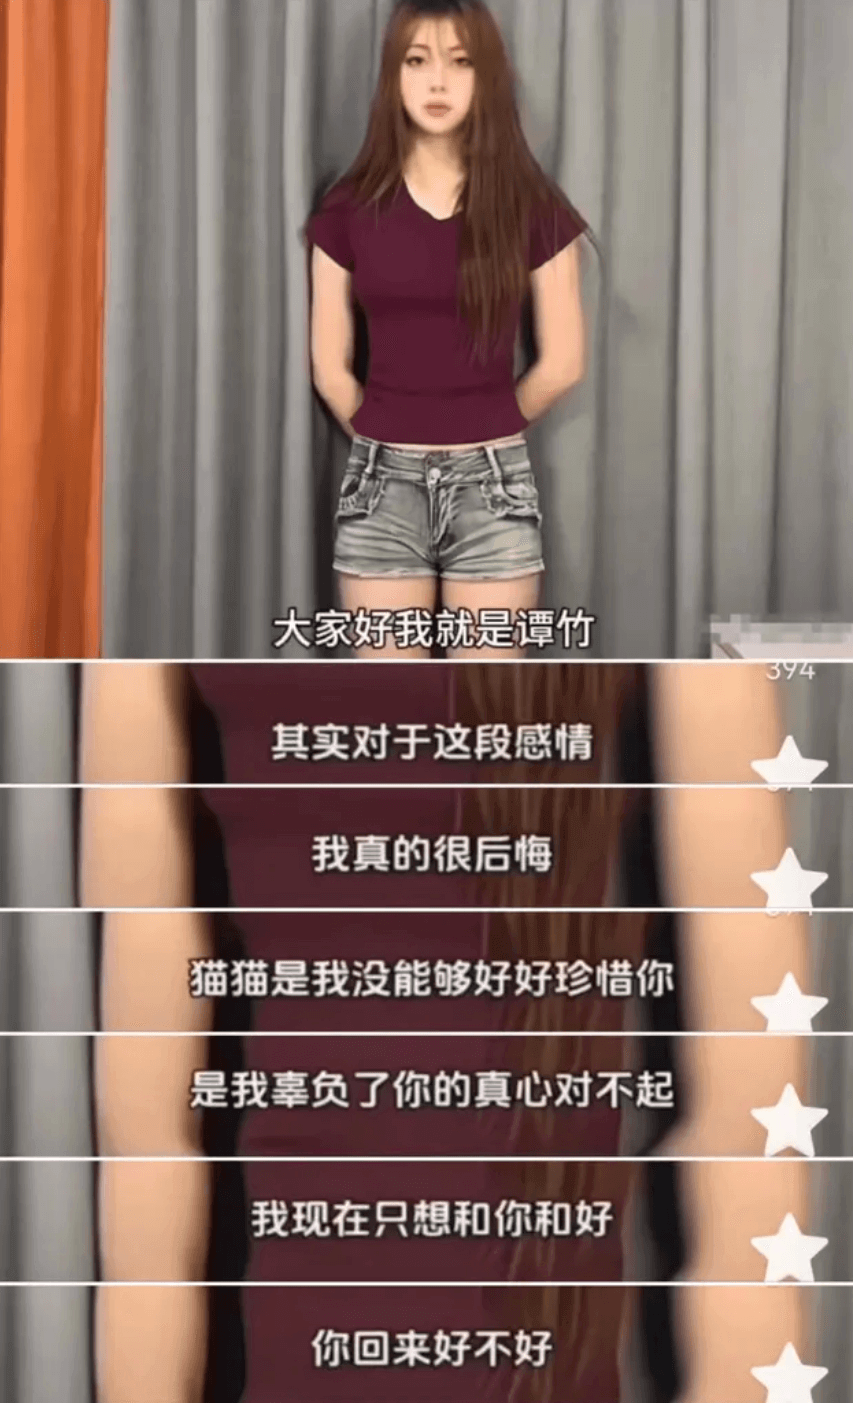 大家好我就是谭竹
394
其实对于这段感情
我真的很后悔
猫猫是我没能够好好珍惜你
是我辜负了你的真心对不起
我现在只想和你和好
你回来好不好